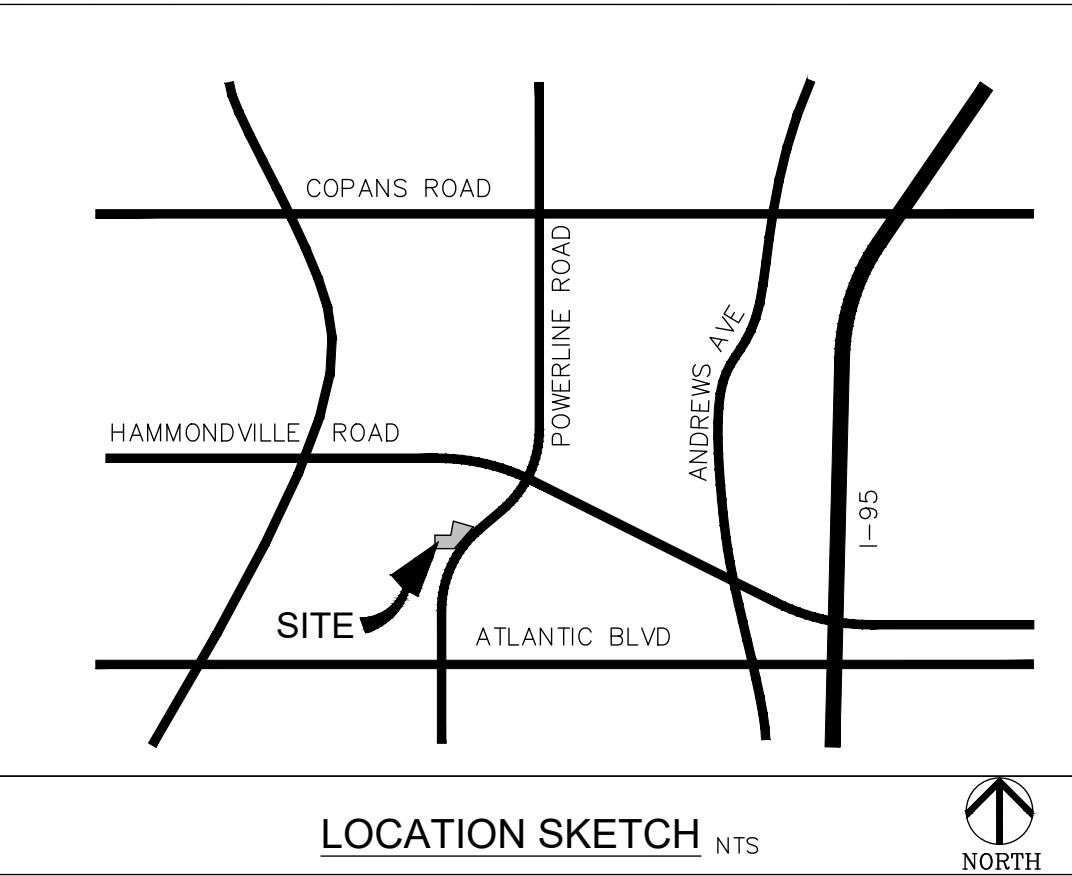 COPANS ROAD
POWERLINE ROAD
ANDREWS AVE
HAMMONDVILLE ROAD
I-95
SITE
ATLANTIC BLVD
LOCATION SKETCH NTS
NORTH